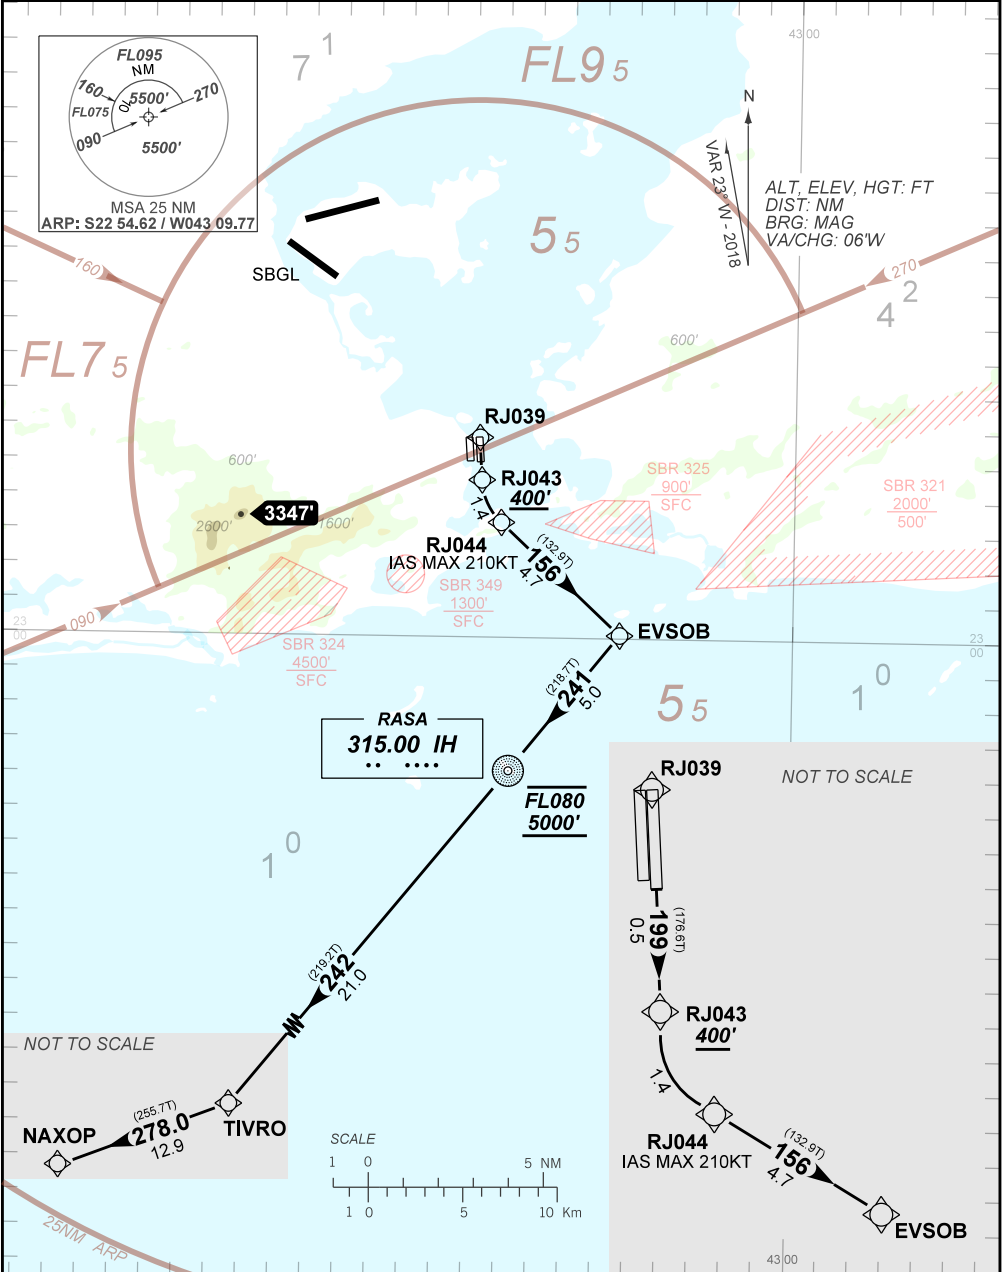 FL095
NM
160
5500'
10
270
FL075
090
5500'
MSA 25 NM
ARP: S22 54.62 / W043 09.77
7 1
FL9 5
43 00
N
VAR 23° W - 2018
ALT, ELEV, HGT: FT
DIST: NM
BRG: MAG
VA/CHG: 06'W
5 5
SBGL
160
270
4 2
FL7 5
600'
RJ039
600'
RJ043
400'
SBR 325
900'
SFC
SBR 321
2000'
500'
3347'
2600'
1600'
1.4
RJ044
IAS MAX 210KT
(132.9T)
156
4.7
SBR 349
1300'
SFC
090
23
00
SBR 324
4500'
SFC
EVSOB
23
00
(218.7T)
241
5.0
5 5
1 0
RASA
315.00 IH
FL080
5000'
1 0
(219.2T)
242
21.0
NOT TO SCALE
TIVRO
(255.7T)
278.0
12.9
NAXOP
25NM ARP
SCALE
1 0 5 NM
1 0 5 10 Km
NOT TO SCALE
RJ039
(176.6T)
199
0.5
RJ043
400'
1.4
RJ044
IAS MAX 210KT
(132.9T)
156
4.7
EVSOB
43 00